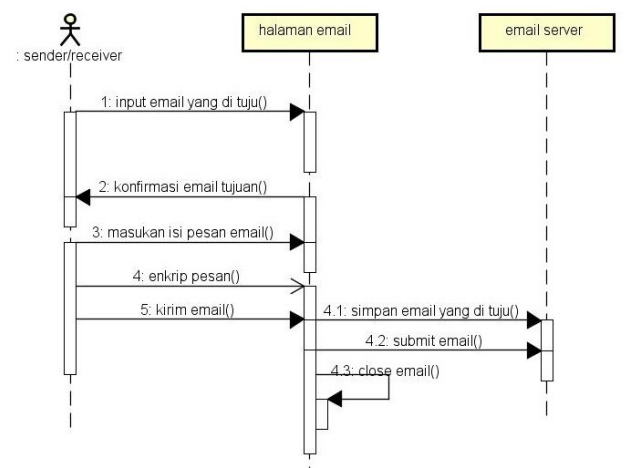 halaman email
email server
: sender/receiver
1: input email yang di tuju()
2: konfirmasi email tujuan()
3: masukan isi pesan email()
4: enkrip pesan()
5: kirim email()
4.1: simpan email yang di tuju()
4.2: submit email()
4.3: close email()